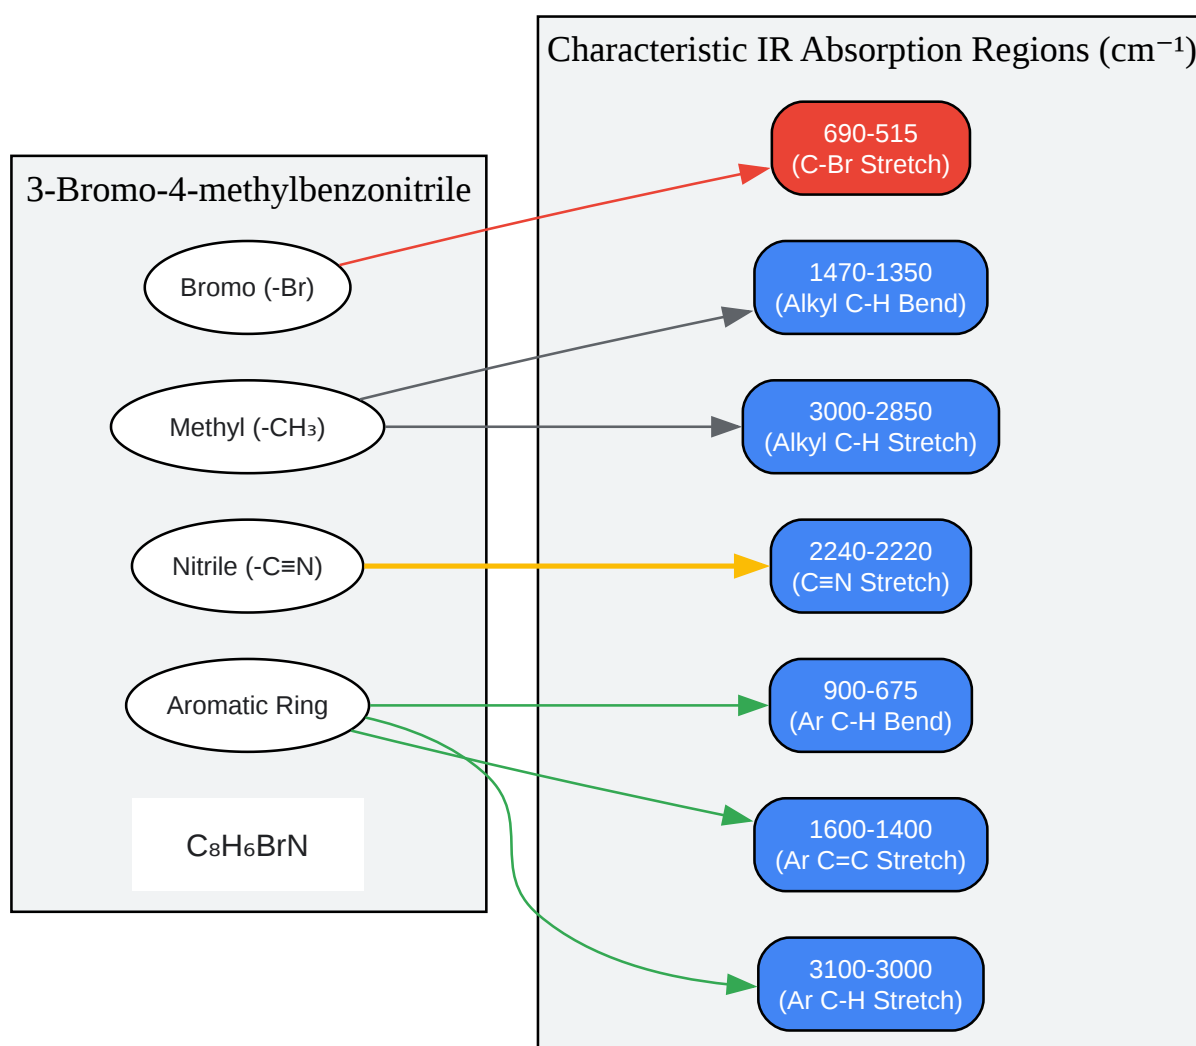 3-Bromo-4-methylbenzonitrile
Bromo (-Br)
Methyl (-CH₃)
Nitrile (-C≡N)
Aromatic Ring
C₈H₆BrN
Characteristic IR Absorption Regions (cm⁻¹)
690-515
(C-Br Stretch)
1470-1350
(Alkyl C-H Bend)
3000-2850
(Alkyl C-H Stretch)
2240-2220
(C≡N Stretch)
900-675
(Ar C-H Bend)
1600-1400
(Ar C=C Stretch)
3100-3000
(Ar C-H Stretch)